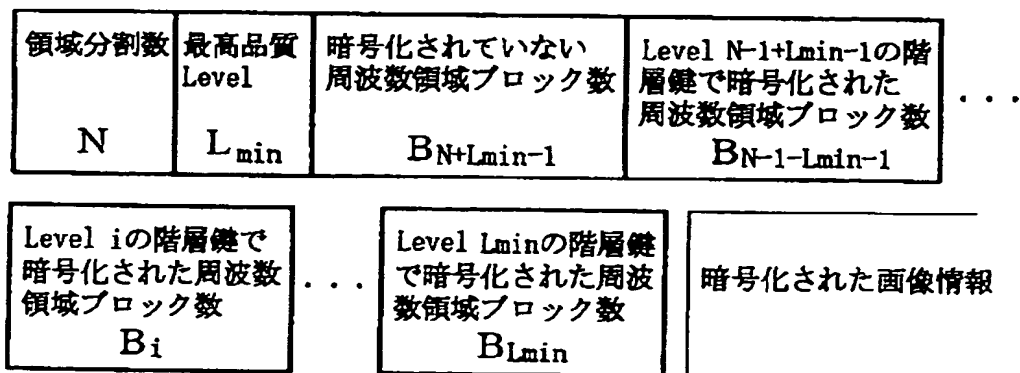 領域分割数
N
最高品質
Level
Lmin
暗号化されていない
周波数領域ブロック数
BN+Lmin-1
Level N-1+Lmin-1の階
層鍵で暗号化された
周波数領域ブロック数
BN-1-Lmin-1
...
Level iの階層鍵で
暗号化された周波数
領域ブロック数
Bi
...
Level Lminの階層鍵
で暗号化された周波
数領域ブロック数
BLmin
暗号化された画像情報